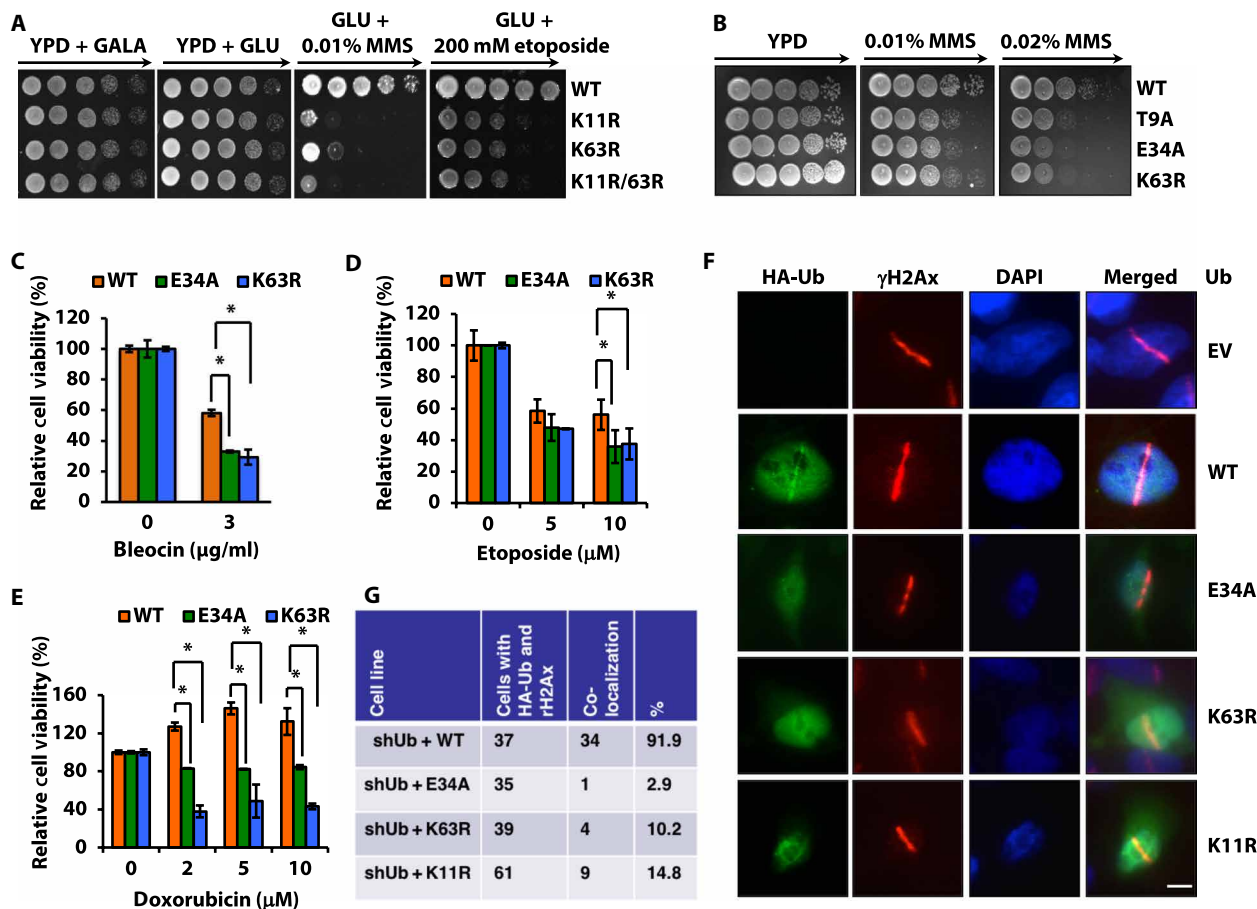 A
YPD + GALA
YPD + GLU
GLU +
0.01% MMS
GLU +
200 mM etoposide
WT
K11R
K63R
K11R/63R
B
YPD
0.01% MMS
0.02% MMS
WT
T9A
E34A
K63R
C
WT E34A K63R
Relative cell viability (%)
120
100
80
60
40
20
0
*
*
0 3
Bleocin (μg/ml)
D
WT E34A K63R
Relative cell viability (%)
120
100
80
60
40
20
0
*
*
0 5 10
Etoposide (μM)
E
WT E34A K63R
Relative cell viability (%)
160
120
80
40
0
*
*
*
*
*
*
0 2 5 10
Doxorubicin (μM)
G
Cell line
Cells with
HA-Ub and
rH2Ax
Co-
localization
%
shUb + WT 37 34 91.9
shUb + E34A 35 1 2.9
shUb + K63R 39 4 10.2
shUb + K11R 61 9 14.8
F
HA-Ub γH2Ax DAPI Merged Ub
EV
WT
E34A
K63R
K11R